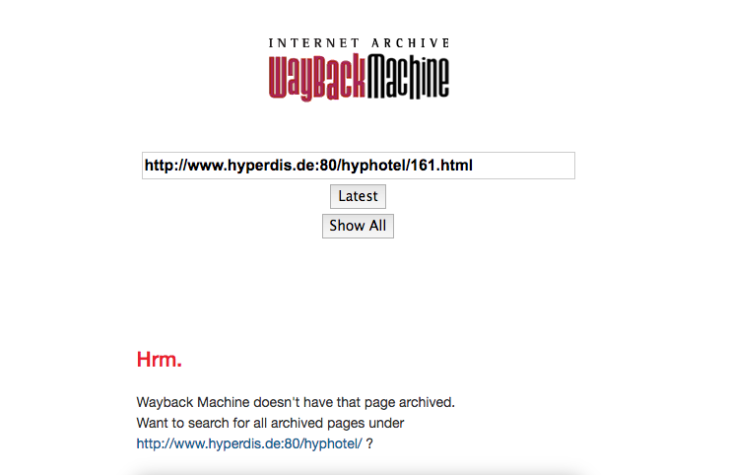 INTERNET ARCHIVE
WayBackMachine
http://www.hyperdis.de:80/hyphotel/161.html
Latest
Show All
Hrm.
Wayback Machine doesn't have that page archived.
Want to search for all archived pages under
http://www.hyperdis.de:80/hyphotel/ ?